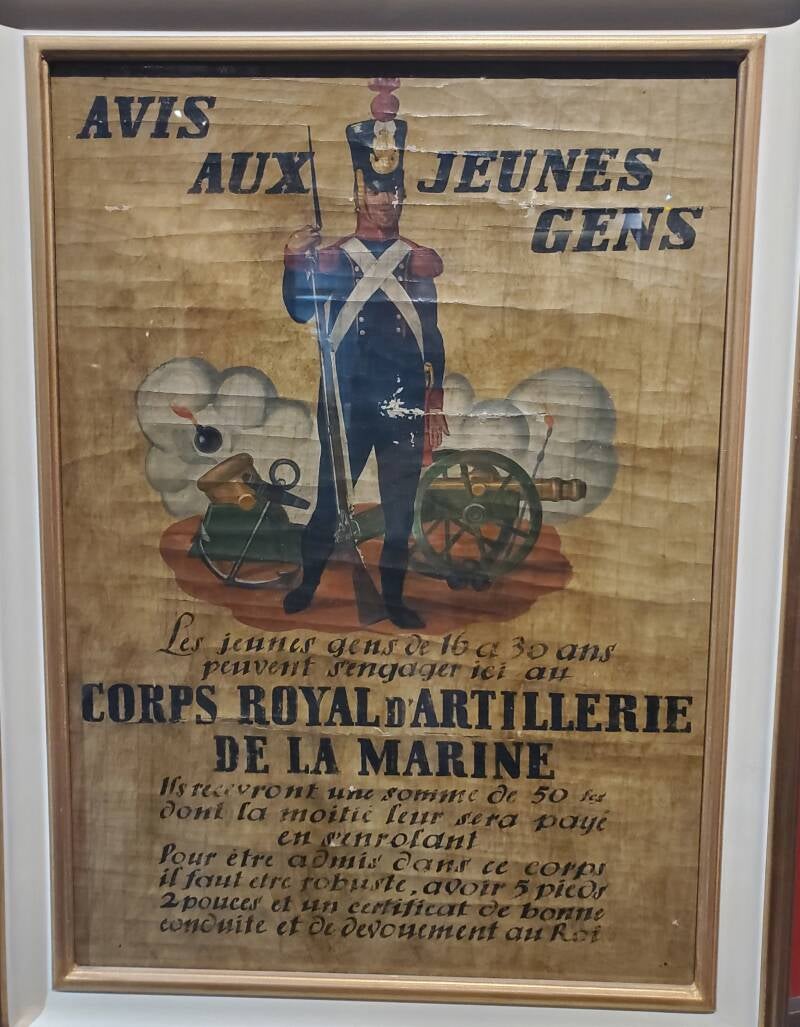 AVIS
AUX JEUNES
GENS
Les jeunes gens de 16 a 30 ans
peuvent s'engager ici au
CORPS ROYAL D'ARTILLERIE
DE LA MARINE
Ils recevront une somme de 50 frs
dont la moitié leur sera payé
en s'enrolant
Pour être admis dans ce corps
il faut etre robuste, avoir 5 pieds
2 pouces et un certificat de bonne
conduite et de devouement au Roi